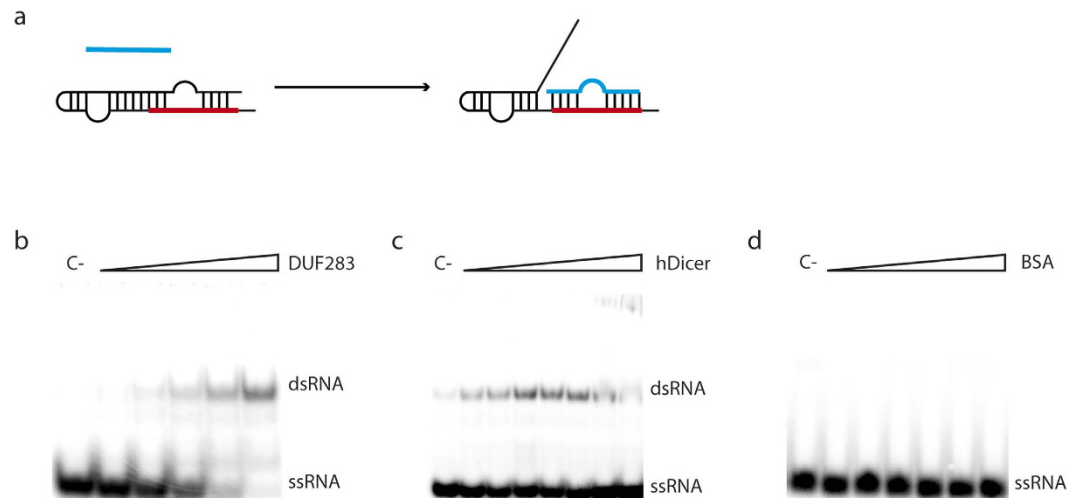 a
b
C-
DUF283
dsRNA
ssRNA
c
C-
hDicer
dsRNA
ssRNA
d
C-
BSA
ssRNA